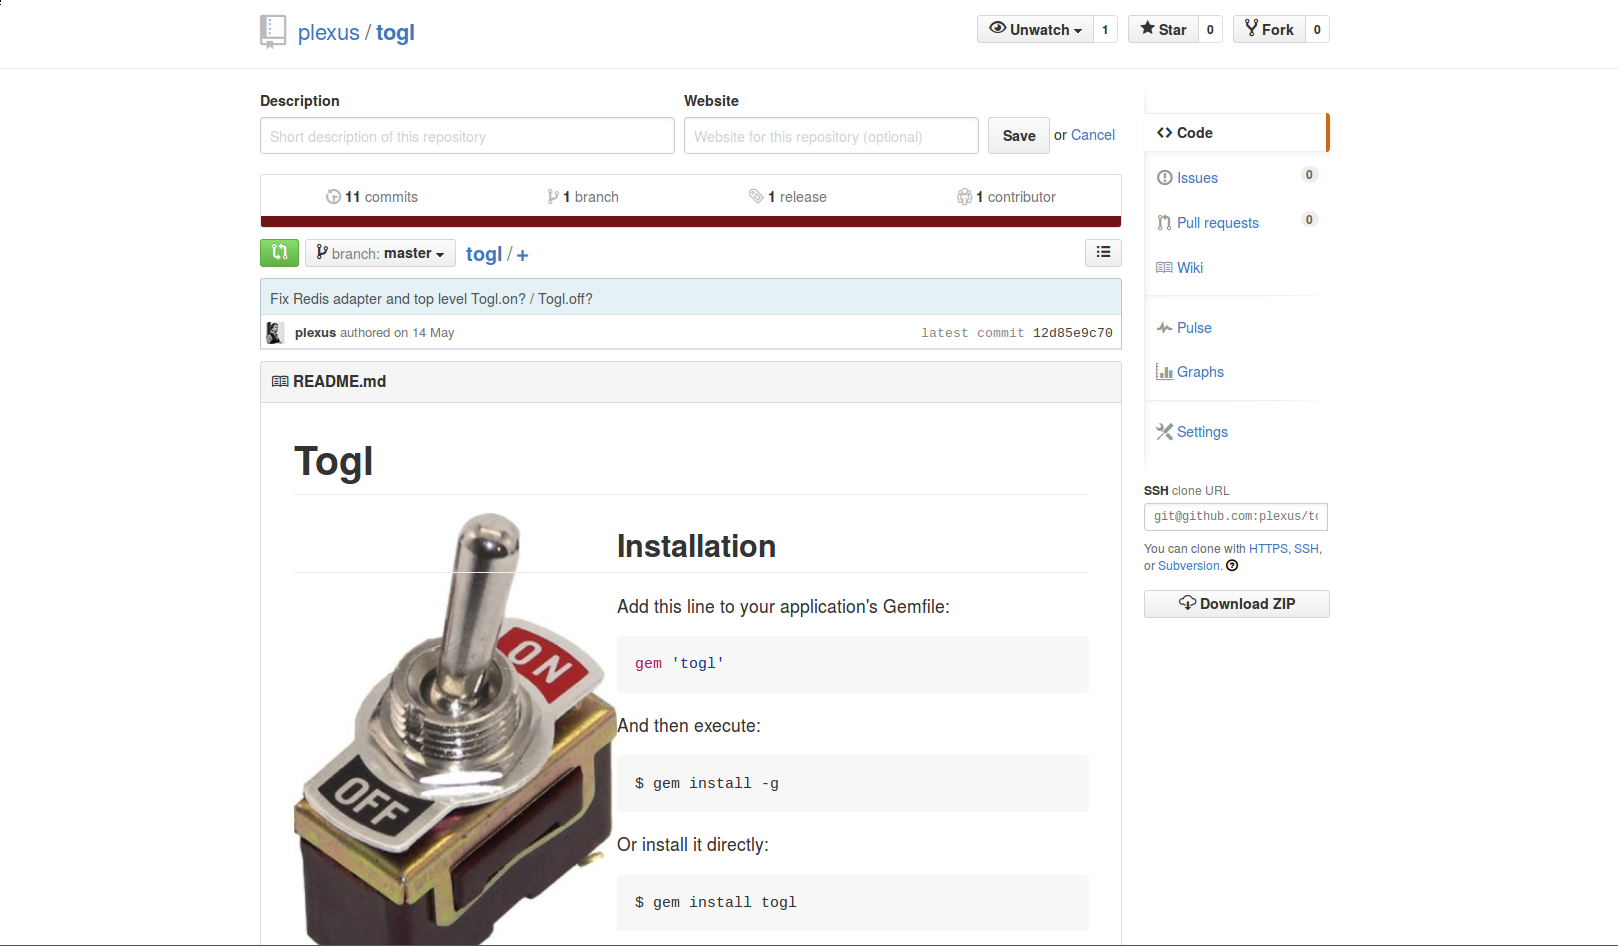 plexus / togl
Unwatch 1 Star 0 Fork 0
Description
Website
Short description of this repository
Website for this repository (optional)
Save or Cancel
11 commits
1 branch
1 release
1 contributor
branch: master
togl / +
Fix Redis adapter and top level Togl.on? / Togl.off?
plexus authored on 14 May
latest commit 12d85e9c70
README.md
Togl
ON
OFF
Installation
Add this line to your application's Gemfile:
gem 'togl'
And then execute:
$ gem install -g
Or install it directly:
$ gem install togl
Code
Issues 0
Pull requests 0
Wiki
Pulse
Graphs
Settings
SSH clone URL
git@github.com:plexus/to
You can clone with HTTPS, SSH,
or Subversion.
Download ZIP